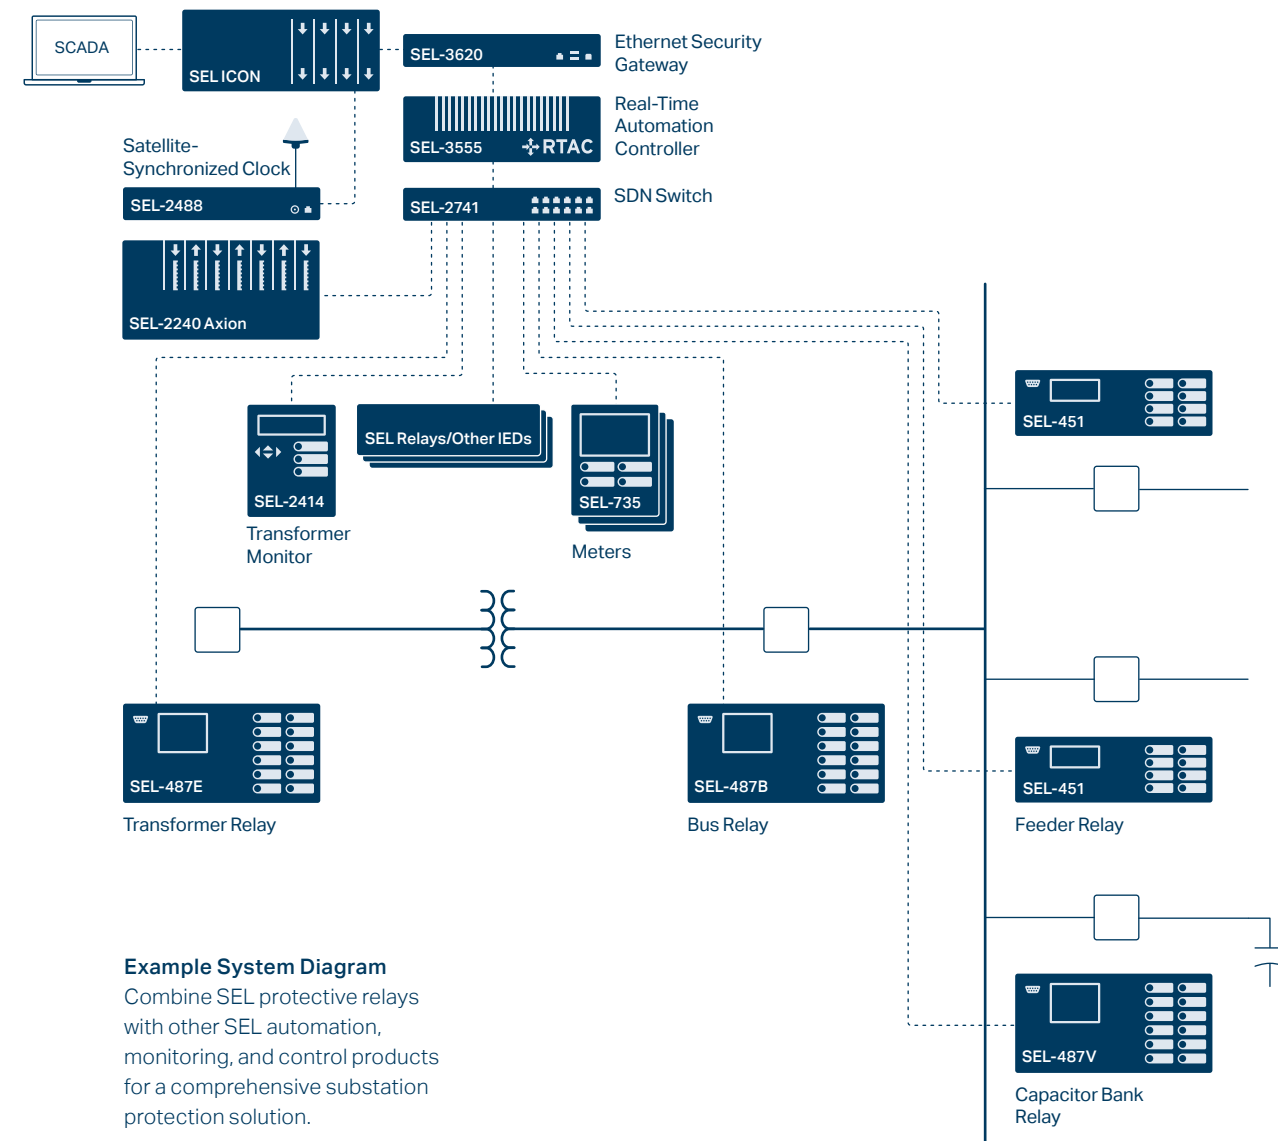 SCADA
SEL ICON
SEL-3620
Ethernet Security
Gateway
Real-Time
Automation
Controller
SEL-3555
RTAC
Satellite-
Synchronized Clock
SEL-2488
SEL-2741
SDN Switch
SEL-2240 Axion
SEL-451
SEL Relays/Other IEDs
SEL-2414
SEL-735
Transformer
Monitor
Meters
SEL-487E
Transformer Relay
SEL-487B
Bus Relay
SEL-451
Feeder Relay
Example System Diagram
Combine SEL protective relays
with other SEL automation,
monitoring, and control products
for a comprehensive substation
protection solution.
SEL-487V
Capacitor Bank
Relay